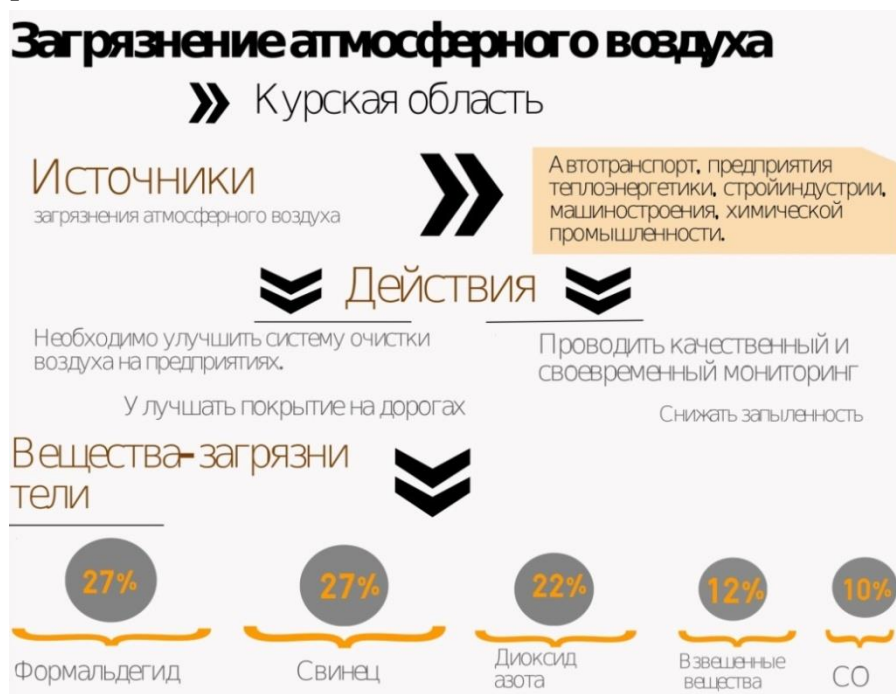 Загрязнение атмосферного воздуха
Курская область
Источники
загрязнения атмосферного воздуха
Автотранспорт, предприятия
теплоэнергетики, стройиндустрии,
машиностроения, химической
промышленности.
Действия
Необходимо улучшить систему очистки
воздуха на предприятиях.
Проводить качественный и
своевременный мониторинг
Улучшать покрытие на дорогах
Снижать запыленность
Вещества-загрязни
тели
27%
27%
22%
12%
10%
Формальдегид
Свинец
Диоксид
азота
Взвешенные
вещества
СО